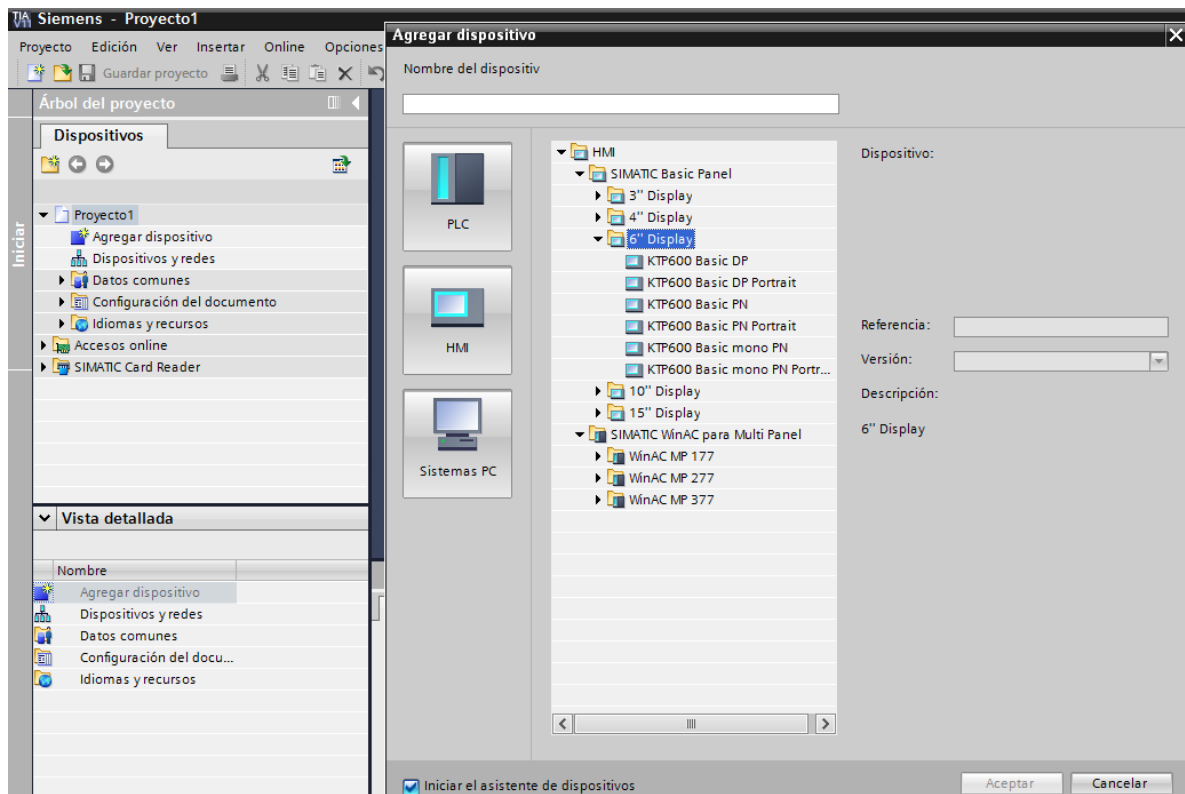 Siemens - Proyecto1
Proyecto Edición Ver Insertar Online Opciones
Guardar proyecto
Árbol del proyecto
Dispositivos
Iniciar
Proyecto1
Agregar dispositivo
Dispositivos y redes
Datos comunes
Configuración del documento
Idiomas y recursos
Accesos online
SIMATIC Card Reader
Vista detallada
Nombre
Agregar dispositivo
Dispositivos y redes
Datos comunes
Configuración del docu...
Idiomas y recursos
Agregar dispositivo
Nombre del dispositiv
PLC
HMI
Sistemas PC
HMI
SIMATIC Basic Panel
3'' Display
4'' Display
6'' Display
KTP600 Basic DP
KTP600 Basic DP Portrait
KTP600 Basic PN
KTP600 Basic PN Portrait
KTP600 Basic mono PN
KTP600 Basic mono PN Portr...
10'' Display
15'' Display
SIMATIC WinAC para Multi Panel
WinAC MP 177
WinAC MP 277
WinAC MP 377
Dispositivo:
Referencia:
Versión:
Descripción:
6'' Display
Iniciar el asistente de dispositivos
Aceptar
Cancelar